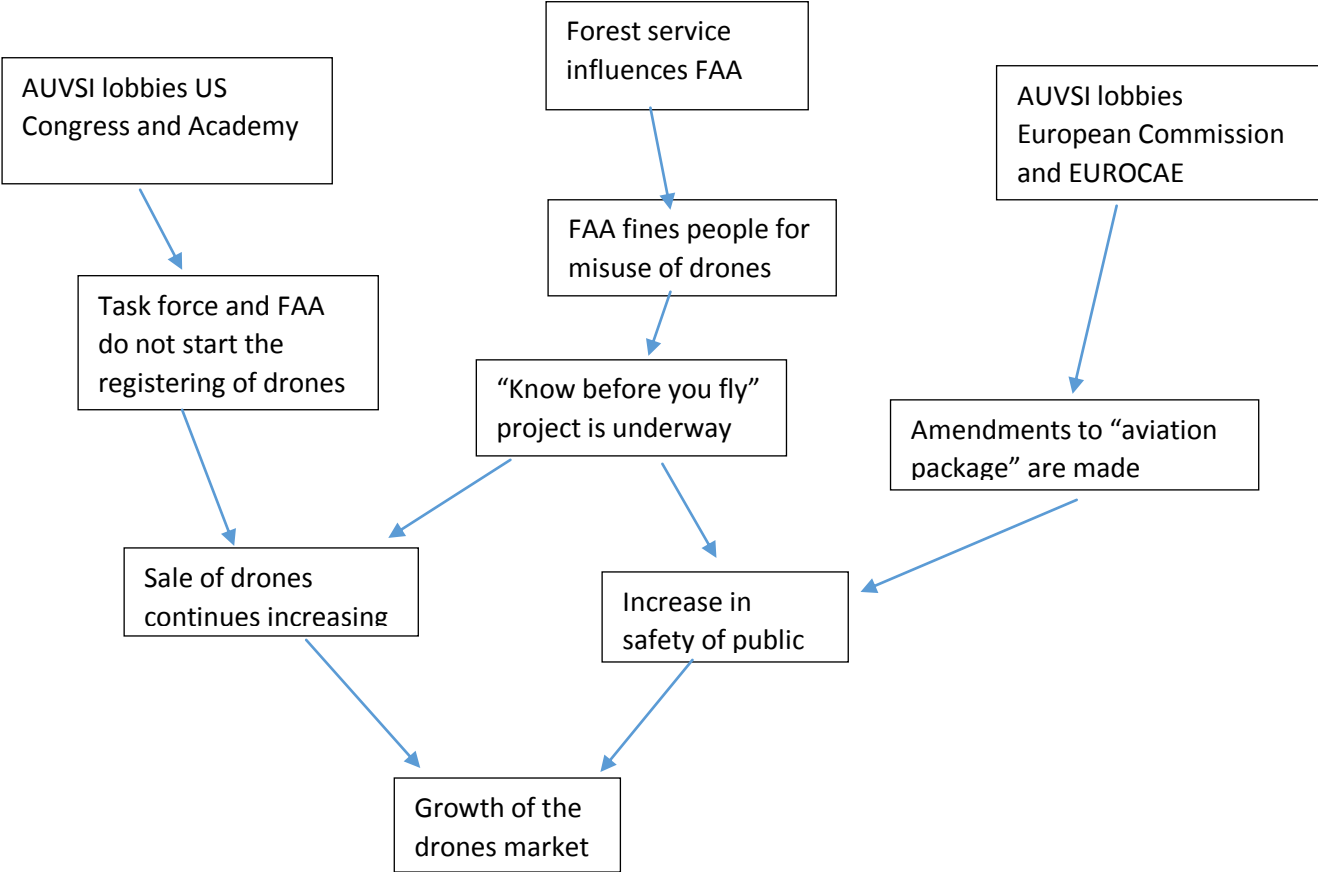 Forest service
influences FAA
AUVSI lobbies US
Congress and Academy
AUVSI lobbies
European Commission
and EUROCAE
FAA fines people for
misuse of drones
Task force and FAA
do not start the
registering of drones
“Know before you fly”
project is underway
Amendments to “aviation
package” are made
Sale of drones
continues increasing
Increase in
safety of public
Growth of the
drones market